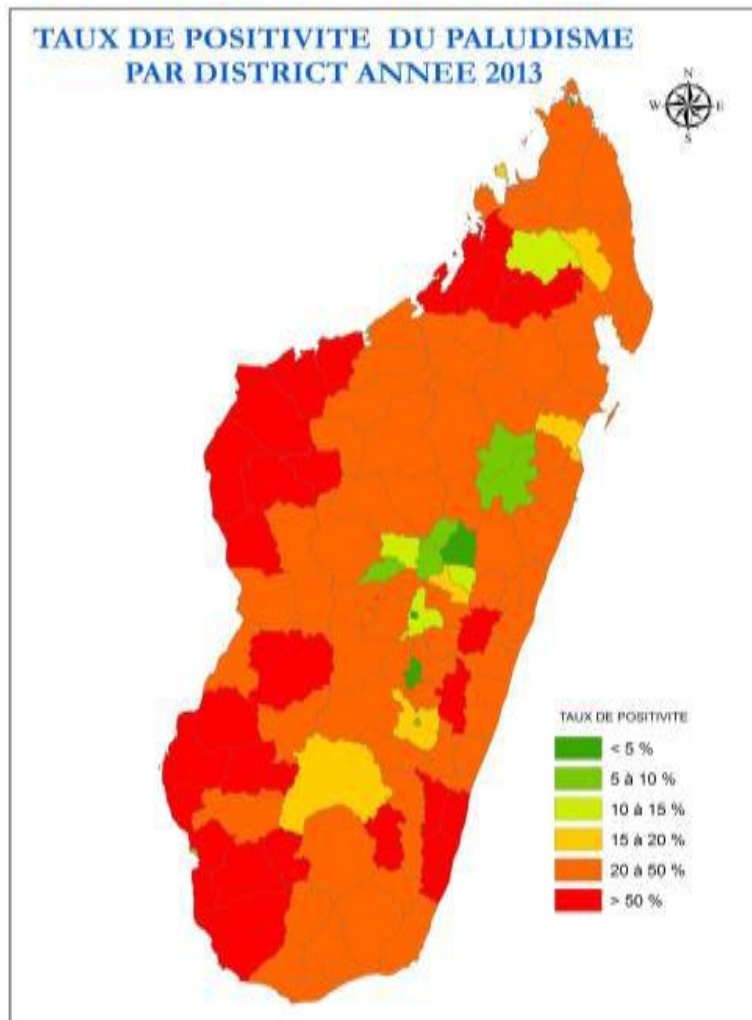 TAUX DE POSITIVITE DU PALUDISME
PAR DISTRICT ANNEE 2013
N
W E
S
TAUX DE POSITIVITE
< 5 %
5 à 10 %
10 à 15 %
15 à 20 %
20 à 50 %
> 50 %